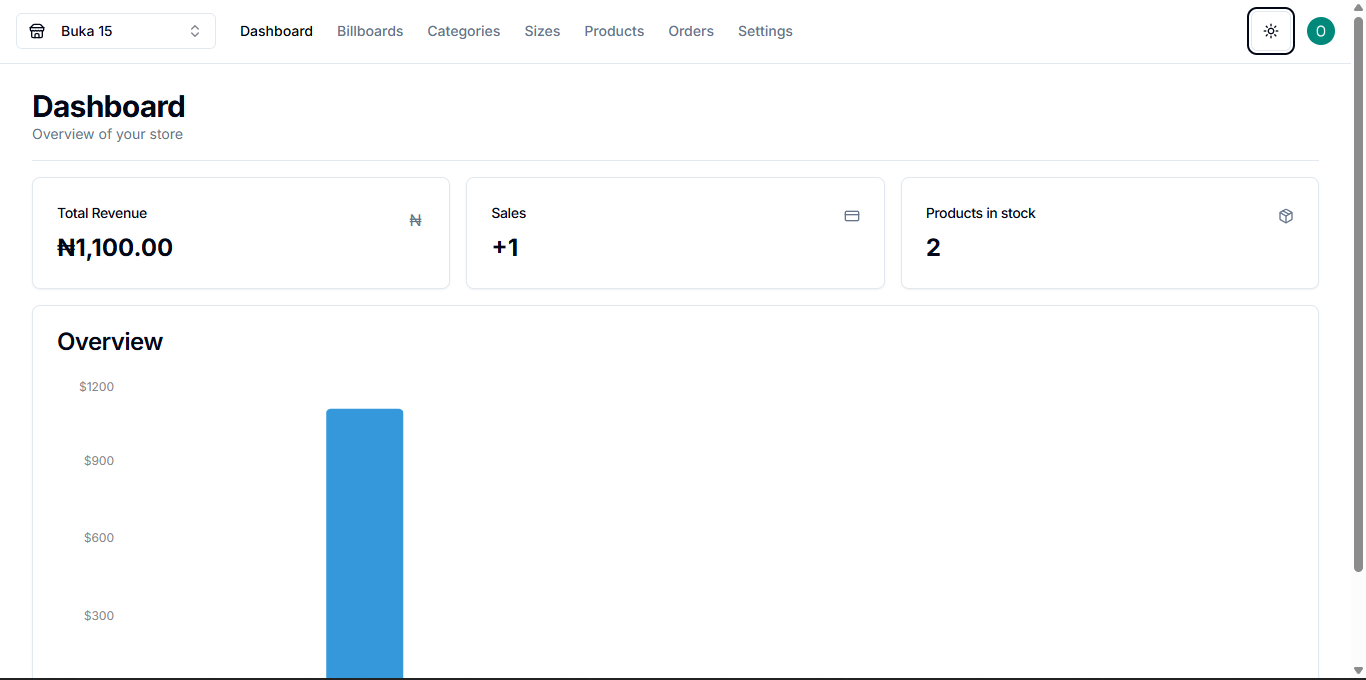 Buka 15 Dashboard Billboards Categories Sizes Products Orders Settings O
Dashboard
Overview of your store
Total Revenue
₦
₦1,100.00
Sales
+1
Products in stock
2
Overview
$1200
$900
$600
$300